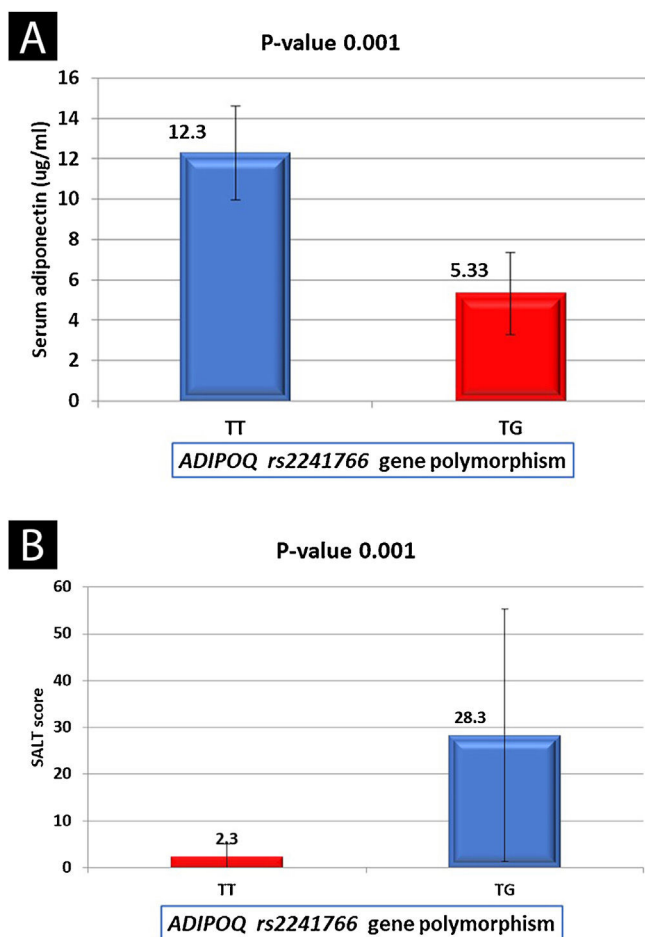 A
P-value 0.001
16
14
12
10
8
6
4
2
0
Serum adiponectin (ug/ml)
12.3
5.33
TT TG
ADIPOQ rs2241766 gene polymorphism
B
P-value 0.001
60
50
40
30
20
10
0
SALT score
2.3
28.3
TT TG
ADIPOQ rs2241766 gene polymorphism